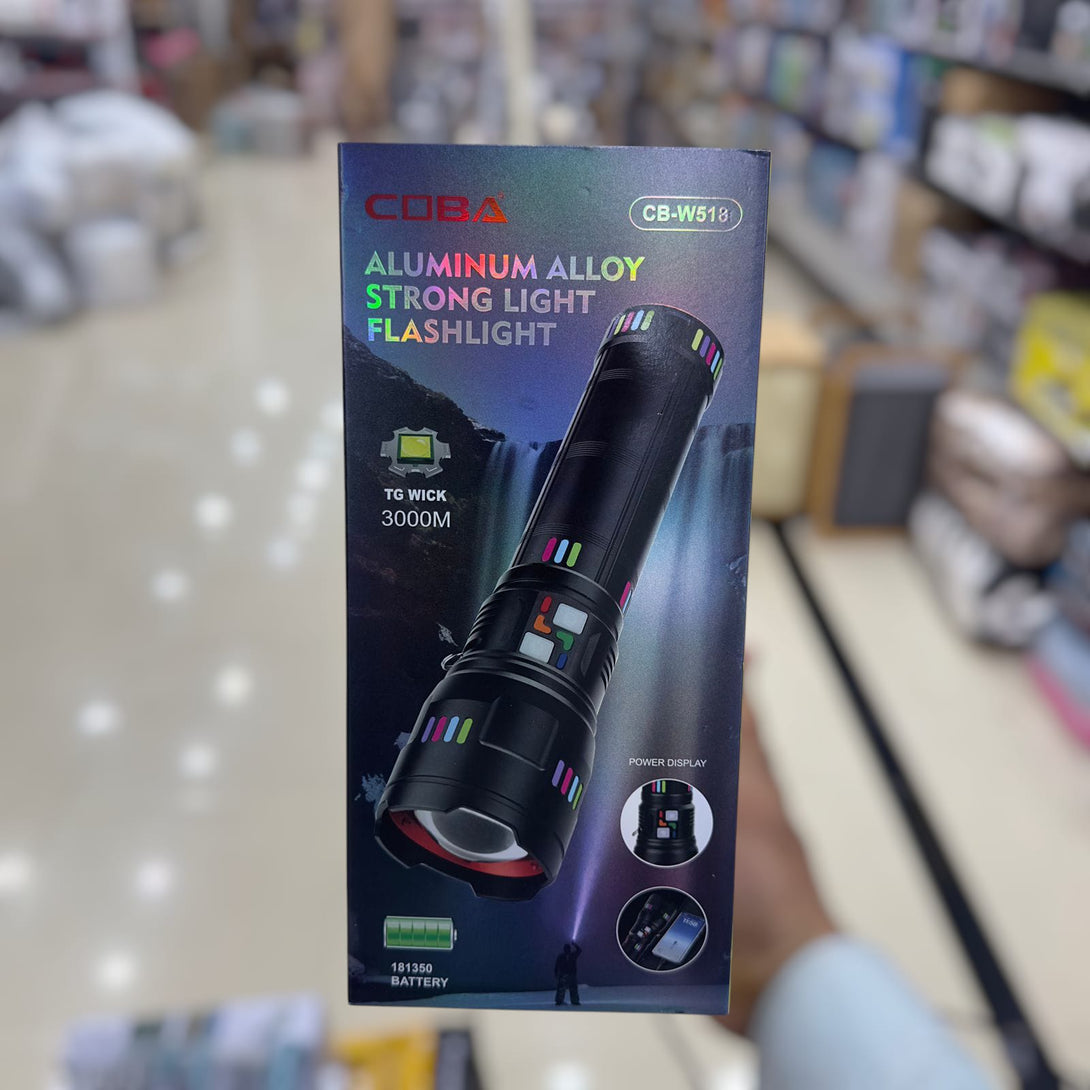 COBA
CB-W518
ALUMINUM ALLOY
STRONG LIGHT
FLASHLIGHT
TG WICK
3000M
POWER DISPLAY
181350
BATTERY